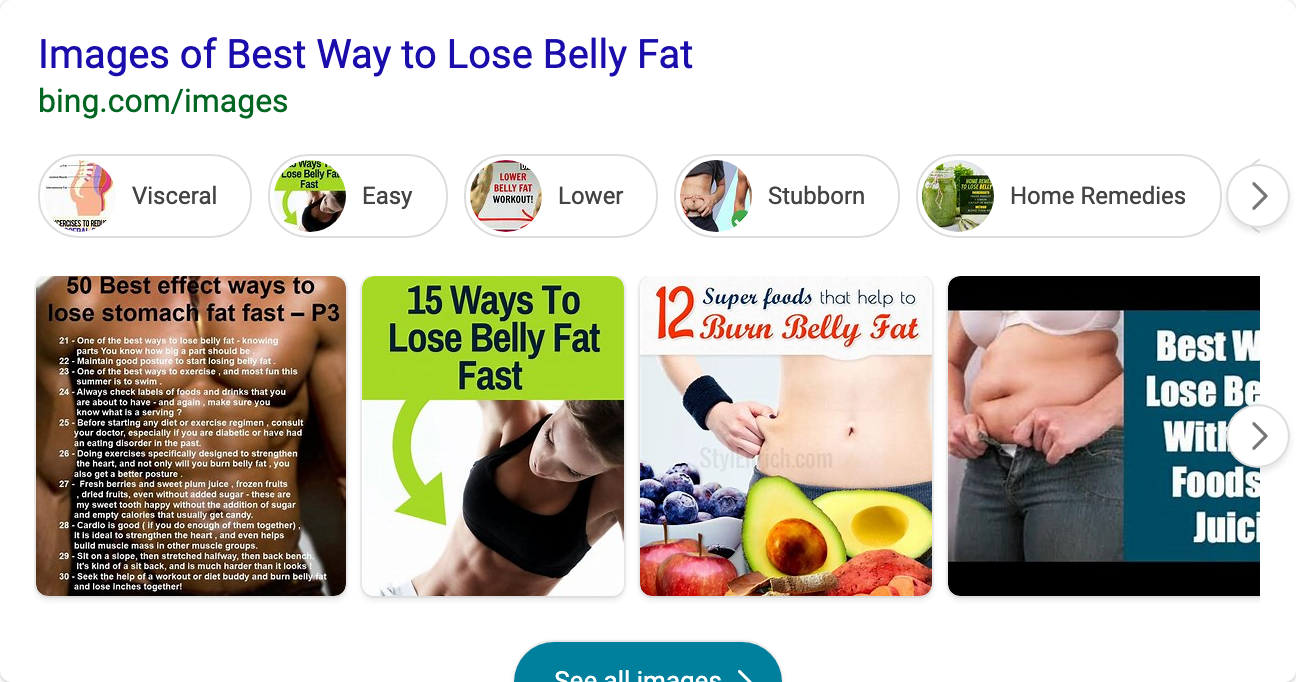 Images of Best Way to Lose Belly Fat
bing.com/images
Visceral
Easy
Lower
Stubborn
Home Remedies
Ways
Lose Belly Fat
Fast
LOWER
BELLY FAT
WORKOUT!
50 Best effect ways to
lose stomach fat fast – P3
21 - One of the best ways to lose belly fat - knowing
parts You know how big a part should be .
22 - Maintain good posture to start losing belly fat .
23 - One of the best ways to exercise , and most fun this
summer is to swim .
24 - Always check labels of foods and drinks that you
are about to have - and again , make sure you
know what is a serving ?
25 - Before starting any diet or exercise regimen , consult
your doctor, especially if you are diabetic or have had
an eating disorder in the past.
26 - Doing exercises specifically designed to strengthen
the heart, and not only will you burn belly fat , you
also get a better posture .
27 - Fresh berries and sweet plum juice , frozen fruits
, dried fruits, even without added sugar - these are
my sweet tooth happy without the addition of sugar
and empty calories that usually get candy.
28 - Cardio is good ( if you do enough of them together) ,
It is ideal to strengthen the heart , and even helps
build muscle mass in other muscle groups.
29 - Sit on a slope, then stretched halfway, then back bench.
It's kind of a sit back, and is much harder than it looks !
30 - Seek the help of a workout or diet buddy and burn belly fat
and lose inches together!
15 Ways To
Lose Belly Fat
Fast
12 Super foods that help to
Burn Belly Fat
Best W
Lose Be
With
Foods
Juici
See all images